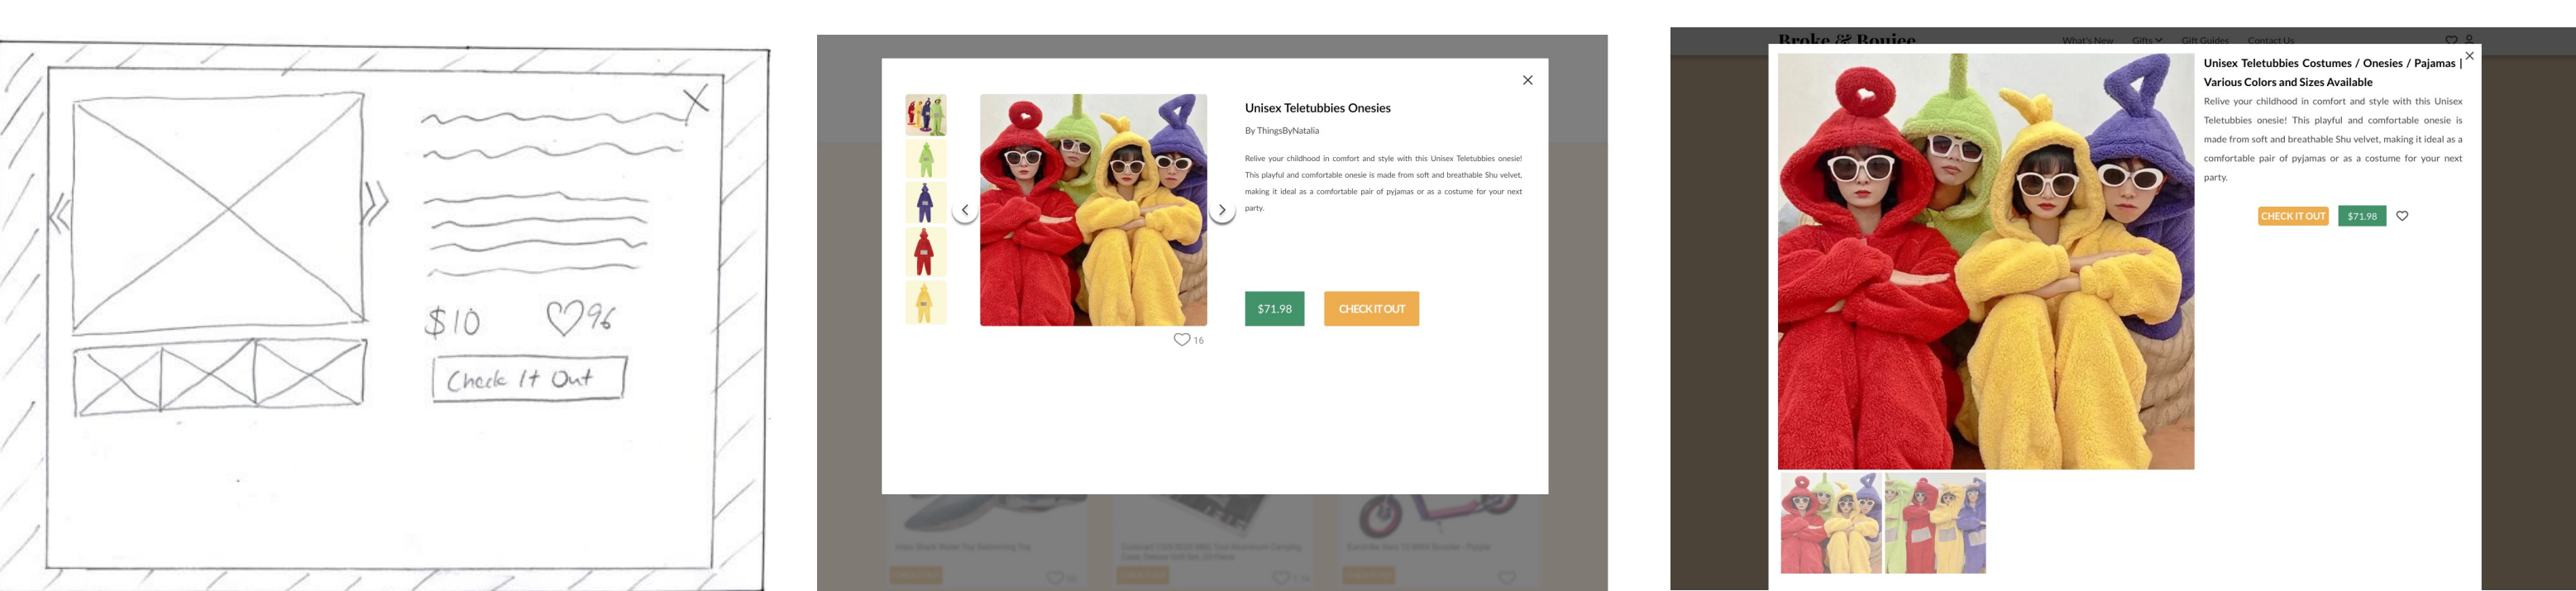 $10
96
Check It Out
Unisex Teletubbies Onesies
By ThingsByNatalia
Relive your childhood in comfort and style with this Unisex Teletubbies onesie!
This playful and comfortable onesie is made from soft and breathable Shu velvet,
making it ideal as a comfortable pair of pyjamas or as a costume for your next
party.
$71.98
CHECK IT OUT
16
Broke & Boujee
What's New
Gifts
Gift Guides
Contact Us
Unisex Teletubbies Costumes / Onesies / Pajamas |
Various Colors and Sizes Available
Relive your childhood in comfort and style with this Unisex
Teletubbies onesie! This playful and comfortable onesie is
made from soft and breathable Shu velvet, making it ideal as a
comfortable pair of pyjamas or as a costume for your next
party.
CHECK IT OUT
$71.98